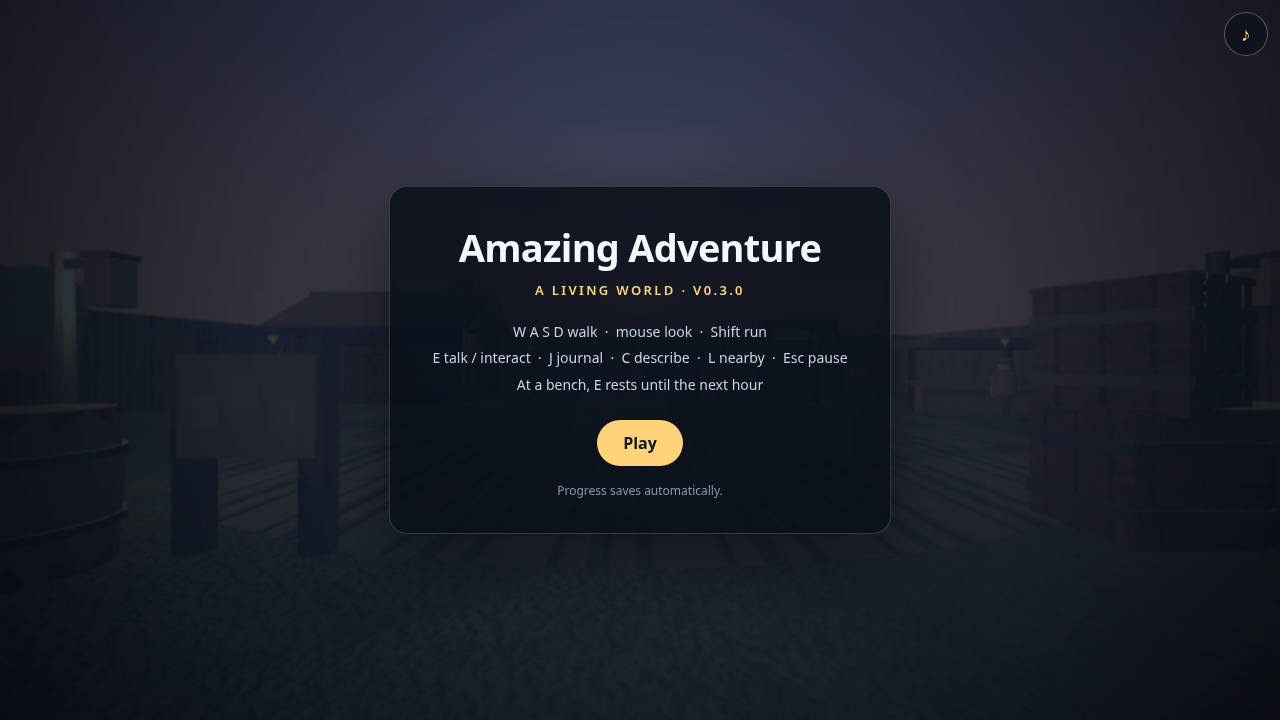 ♪
Amazing Adventure
A LIVING WORLD · V0.3.0
W A S D walk · mouse look · Shift run
E talk / interact · J journal · C describe · L nearby · Esc pause
At a bench, E rests until the next hour
Play
Progress saves automatically.